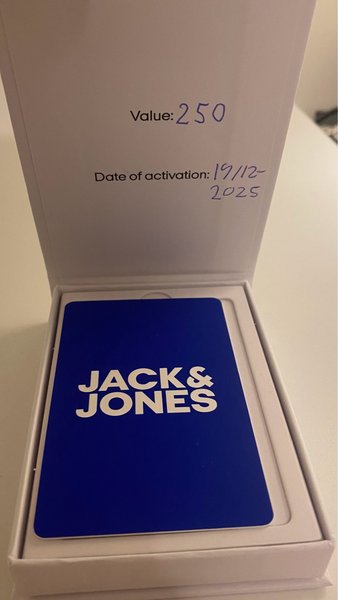 Value: 250
Date of activation: 19/12-
2025
JACK&
JONES